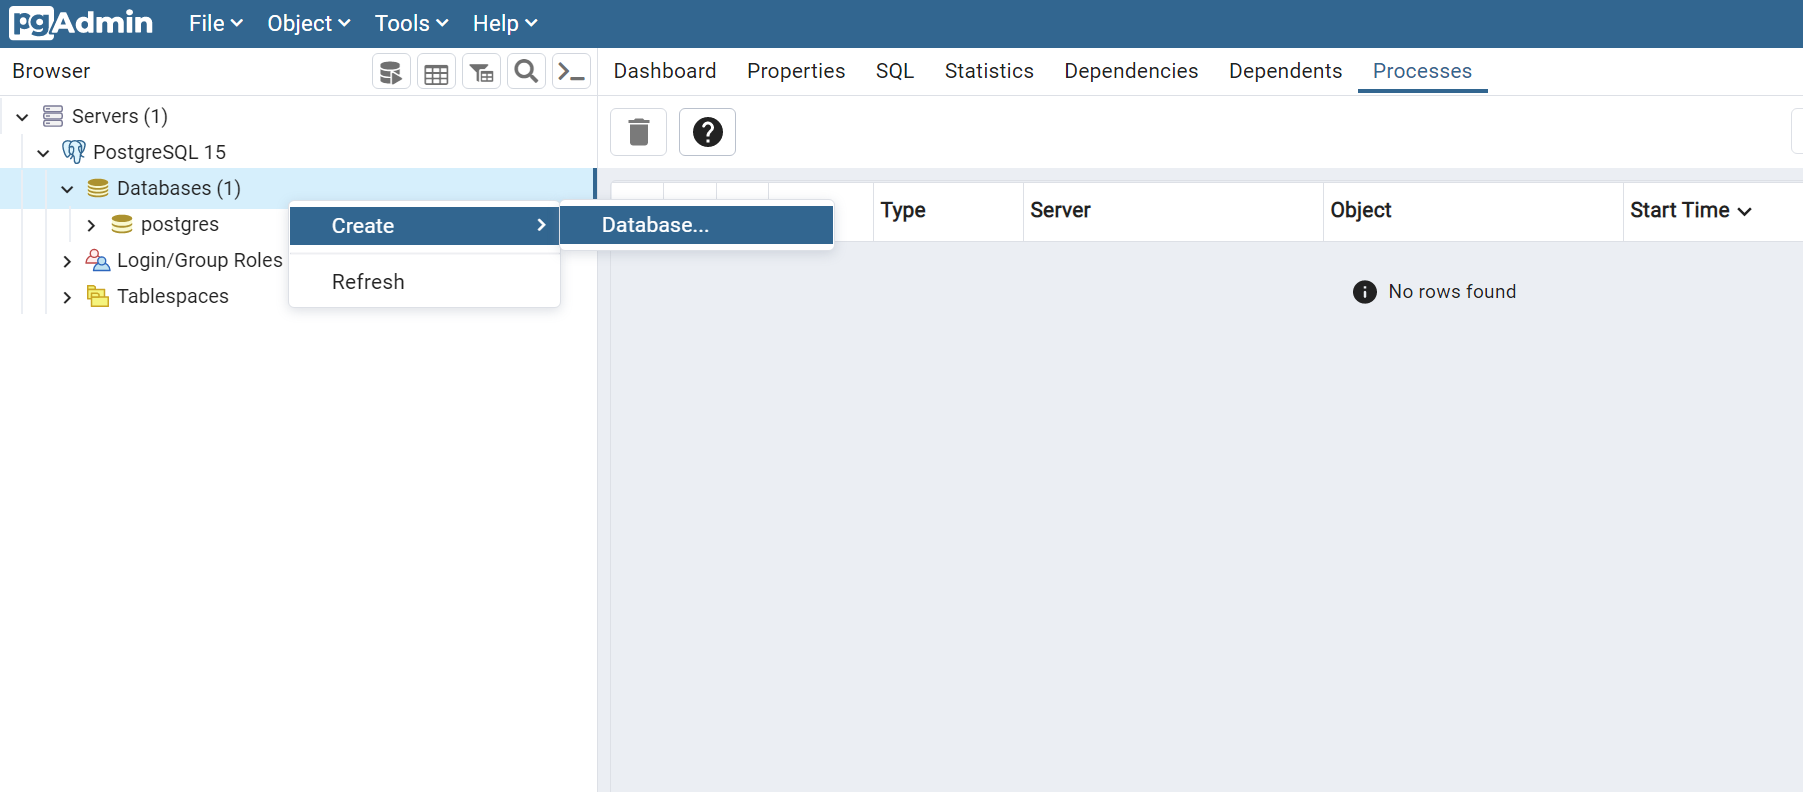 pgAdmin File Object Tools Help
Browser
Dashboard Properties SQL Statistics Dependencies Dependents Processes
Servers (1)
PostgreSQL 15
Databases (1)
postgres
Login/Group Roles
Tablespaces
Create
Refresh
Database...
Type Server Object Start Time
No rows found